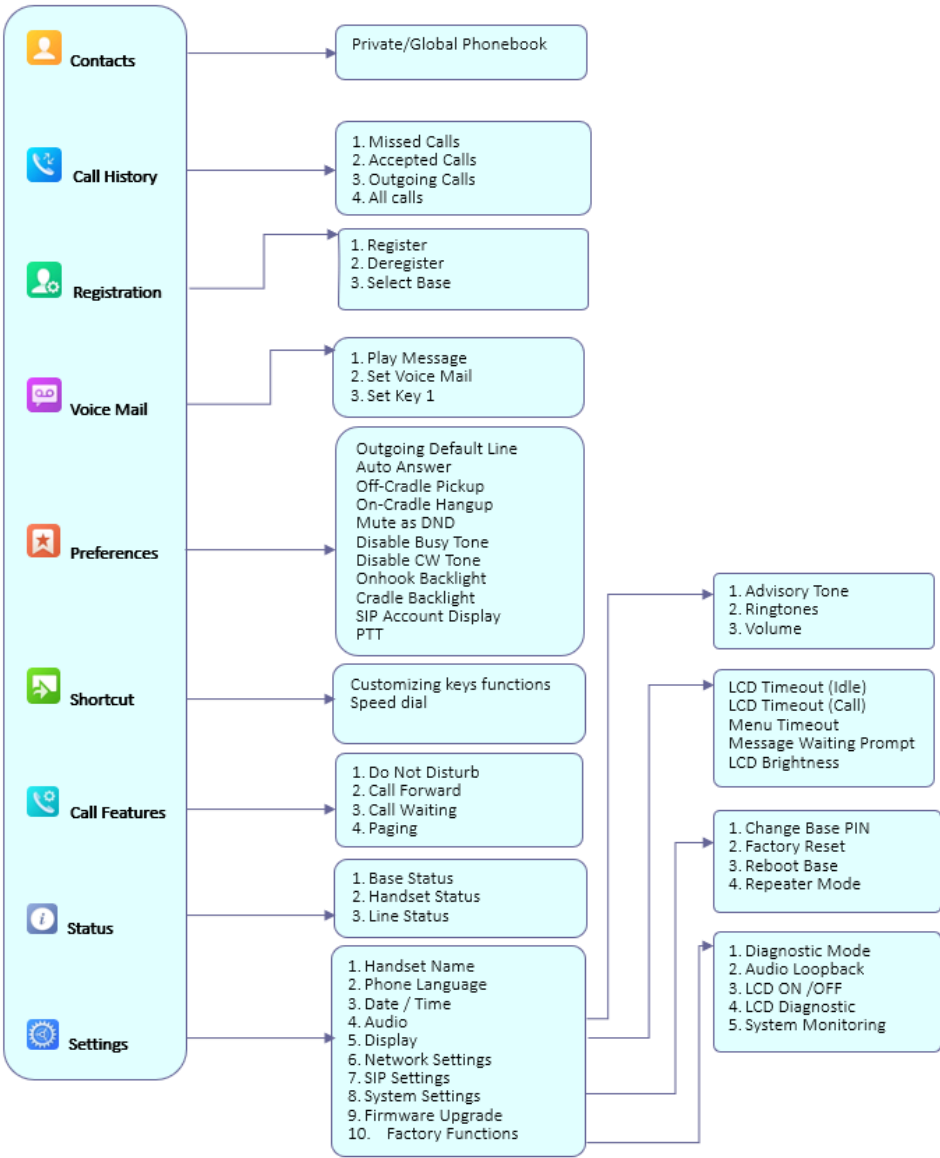 Contacts
Private/Global Phonebook
Call History
1. Missed Calls
2. Accepted Calls
3. Outgoing Calls
4. All calls
Registration
1. Register
2. Deregister
3. Select Base
Voice Mail
1. Play Message
2. Set Voice Mail
3. Set Key 1
Preferences
Outgoing Default Line
Auto Answer
Off-Cradle Pickup
On-Cradle Hangup
Mute as DND
Disable Busy Tone
Disable CW Tone
Onhook Backlight
Cradle Backlight
SIP Account Display
PTT
Shortcut
Customizing keys functions
Speed dial
Call Features
1. Do Not Disturb
2. Call Forward
3. Call Waiting
4. Paging
Status
1. Base Status
2. Handset Status
3. Line Status
Settings
1. Handset Name
2. Phone Language
3. Date / Time
4. Audio
5. Display
6. Network Settings
7. SIP Settings
8. System Settings
9. Firmware Upgrade
10. Factory Functions
1. Advisory Tone
2. Ringtones
3. Volume
LCD Timeout (Idle)
LCD Timeout (Call)
Menu Timeout
Message Waiting Prompt
LCD Brightness
1. Change Base PIN
2. Factory Reset
3. Reboot Base
4. Repeater Mode
1. Diagnostic Mode
2. Audio Loopback
3. LCD ON /OFF
4. LCD Diagnostic
5. System Monitoring